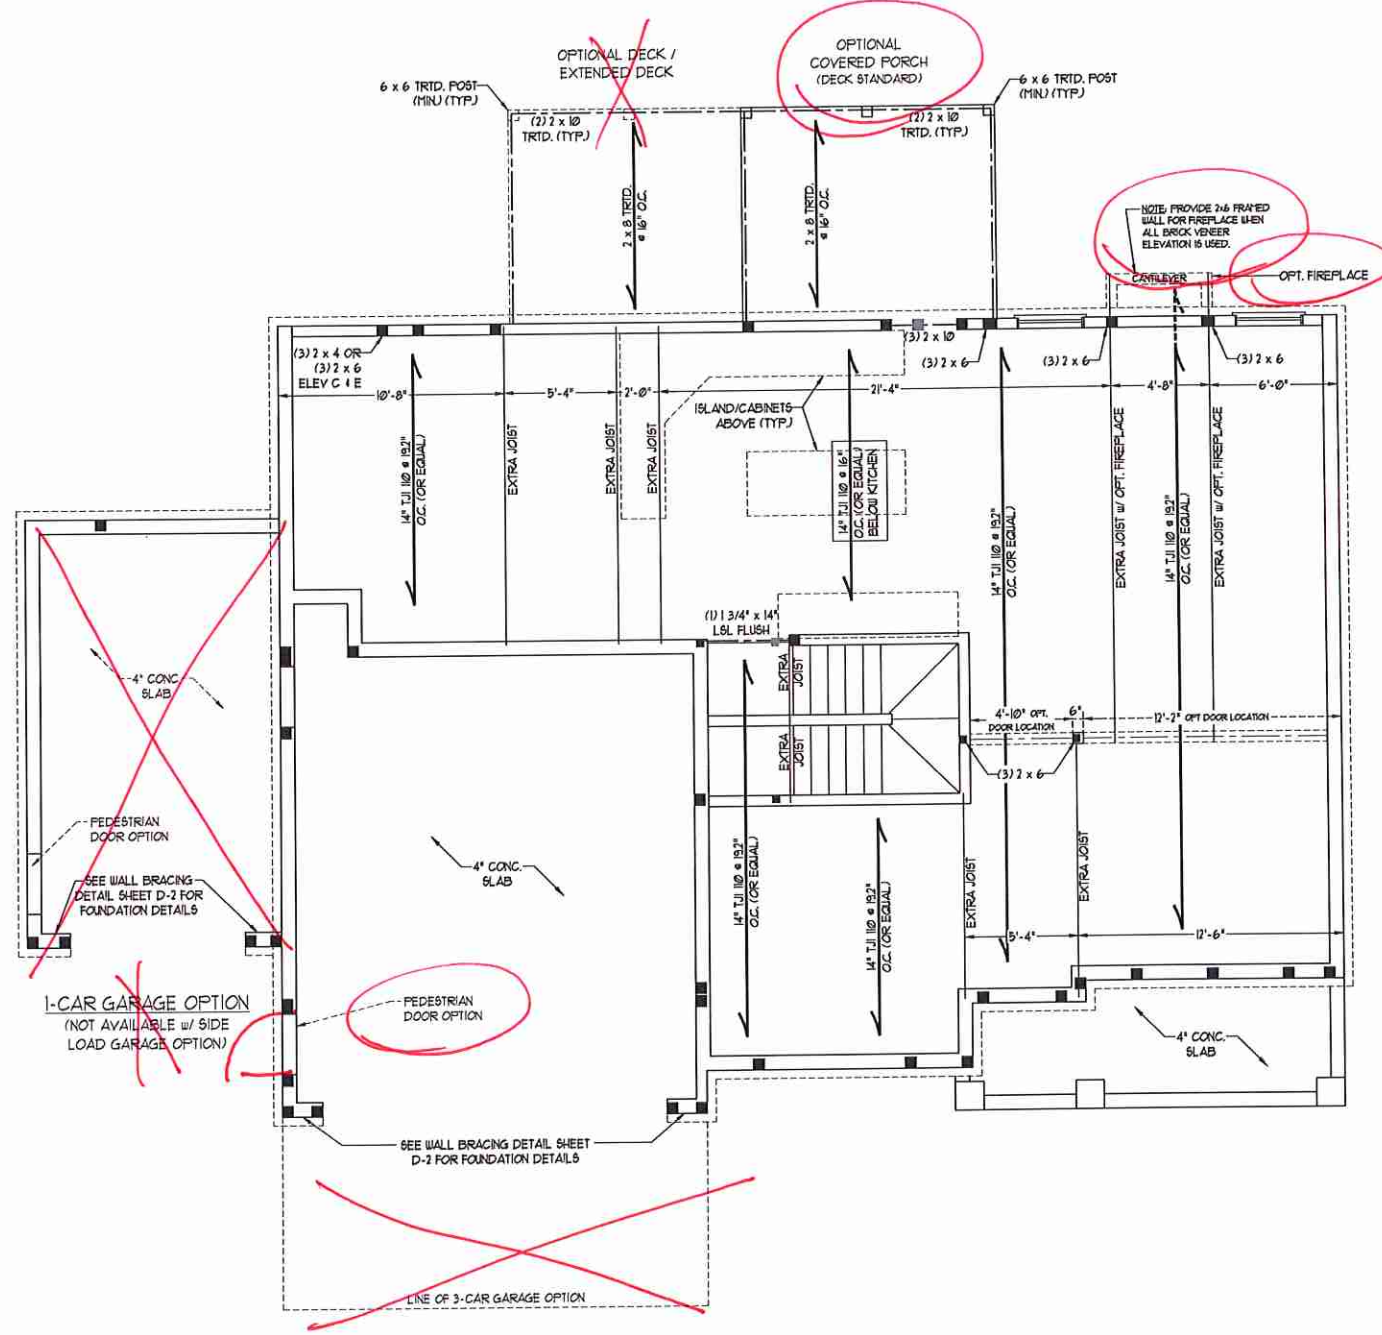 OPTIONAL DECK /
EXTENDED DECK
OPTIONAL
COVERED PORCH
(DECK STANDARD)
6 x 6 TRTD. POST
(MIN.) (TYP.)
6 x 6 TRTD. POST
(MIN.) (TYP.)
(2) 2 x 10
TRTD. (TYP.)
(2) 2 x 10
TRTD. (TYP.)
2 x 8 TRTD.
@ 16" O.C.
2 x 8 TRTD.
@ 16" O.C.
NOTE: PROVIDE 2x6 FRAMED
WALL FOR FIREPLACE WHEN
ALL BRICK VENEER
ELEVATION IS USED.
CANTILEVER
OPT. FIREPLACE
(3) 2 x 4 OR
(3) 2 x 6
ELEV C & E
(3) 2 x 10
(3) 2 x 6
(3) 2 x 6
(3) 2 x 6
10'-8"
5'-4"
2'-0"
21'-4"
4'-8"
6'-0"
ISLAND/CABINETS
ABOVE (TYP.)
14" TJI 110 @ 19.2"
O.C. (OR EQUAL)
EXTRA JOIST
EXTRA JOIST
EXTRA JOIST
14" TJI 110 @ 16"
O.C. (OR EQUAL)
BELOW KITCHEN
14" TJI 110 @ 19.2"
O.C. (OR EQUAL)
EXTRA JOIST w/ OPT. FIREPLACE
14" TJI 110 @ 19.2"
O.C. (OR EQUAL)
EXTRA JOIST w/ OPT. FIREPLACE
(1) 1 3/4" x 14"
LSL FLUSH
EXTRA
JOIST
EXTRA
JOIST
4" CONC.
SLAB
4'-10" OPT.
DOOR LOCATION
6"
12'-2" OPT DOOR LOCATION
(3) 2 x 6
PEDESTRIAN
DOOR OPTION
4" CONC.
SLAB
14" TJI 110 @ 19.2"
O.C. (OR EQUAL)
14" TJI 110 @ 19.2"
O.C. (OR EQUAL)
EXTRA JOIST
EXTRA JOIST
SEE WALL BRACING
DETAIL SHEET D-2 FOR
FOUNDATION DETAILS
5'-4"
12'-6"
1-CAR GARAGE OPTION
(NOT AVAILABLE w/ SIDE
LOAD GARAGE OPTION)
PEDESTRIAN
DOOR OPTION
4" CONC.
SLAB
SEE WALL BRACING DETAIL SHEET
D-2 FOR FOUNDATION DETAILS
LINE OF 3-CAR GARAGE OPTION